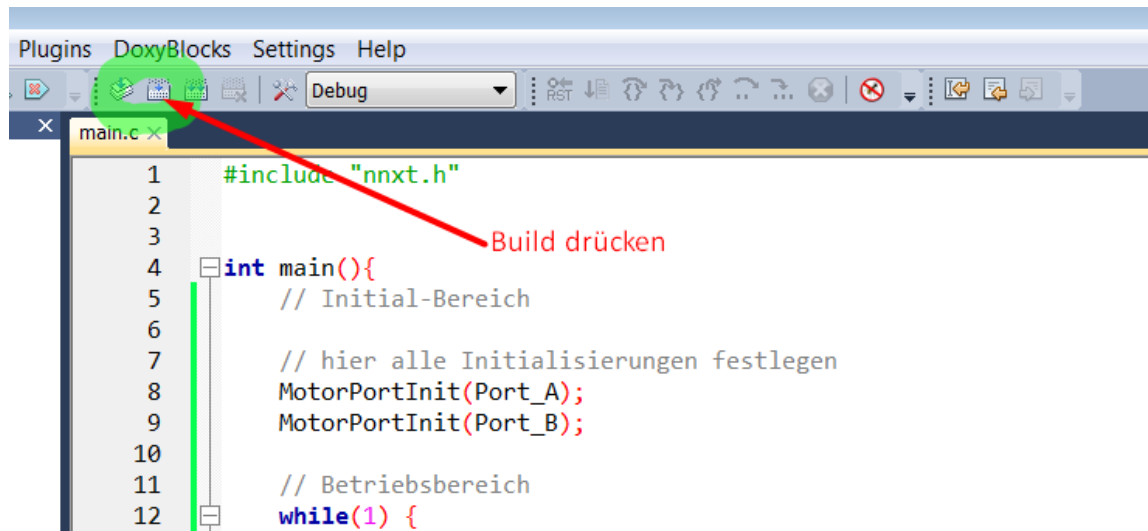 Plugins DoxyBlocks Settings Help
Debug
RST
main.c
1 #include "nnxt.h"
2
3
Build drücken
4 int main(){
5 // Initial-Bereich
6
7 // hier alle Initialisierungen festlegen
8 MotorPortInit(Port_A);
9 MotorPortInit(Port_B);
10
11 // Betriebsbereich
12 while(1) {